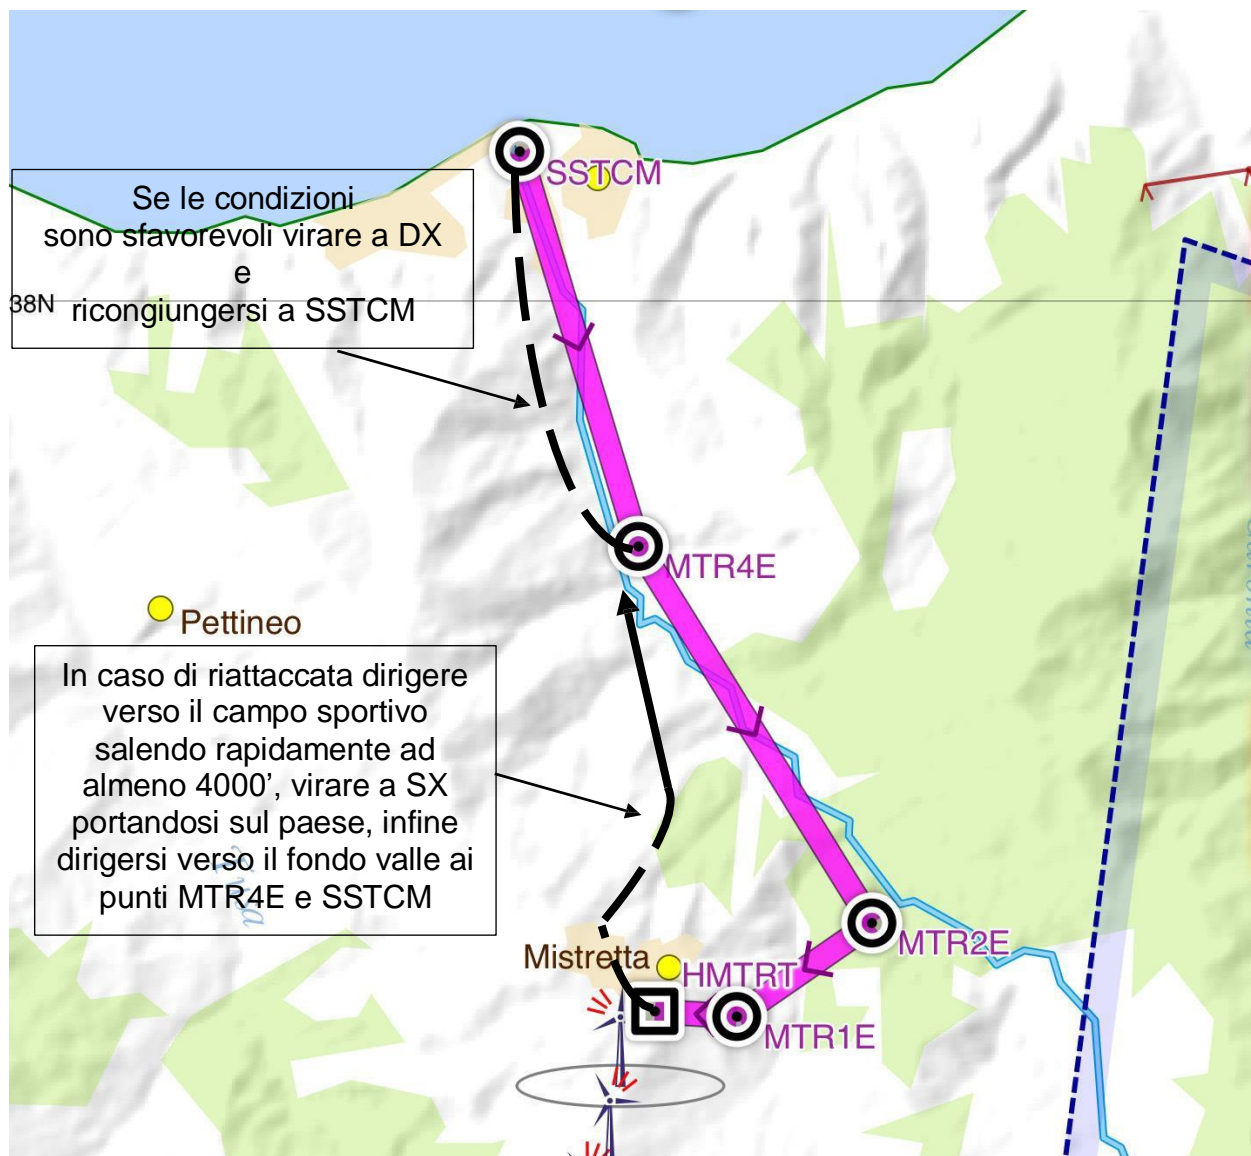 SSTCM
Se le condizioni
sono sfavorevoli virare a DX
e
ricongiungersi a SSTCM
38N
MTR4E
Pettineo
In caso di riattaccata dirigere
verso il campo sportivo
salendo rapidamente ad
almeno 4000’, virare a SX
portandosi sul paese, infine
dirigersi verso il fondo valle ai
punti MTR4E e SSTCM
MTR2E
Mistretta
HMTRT
MTR1E